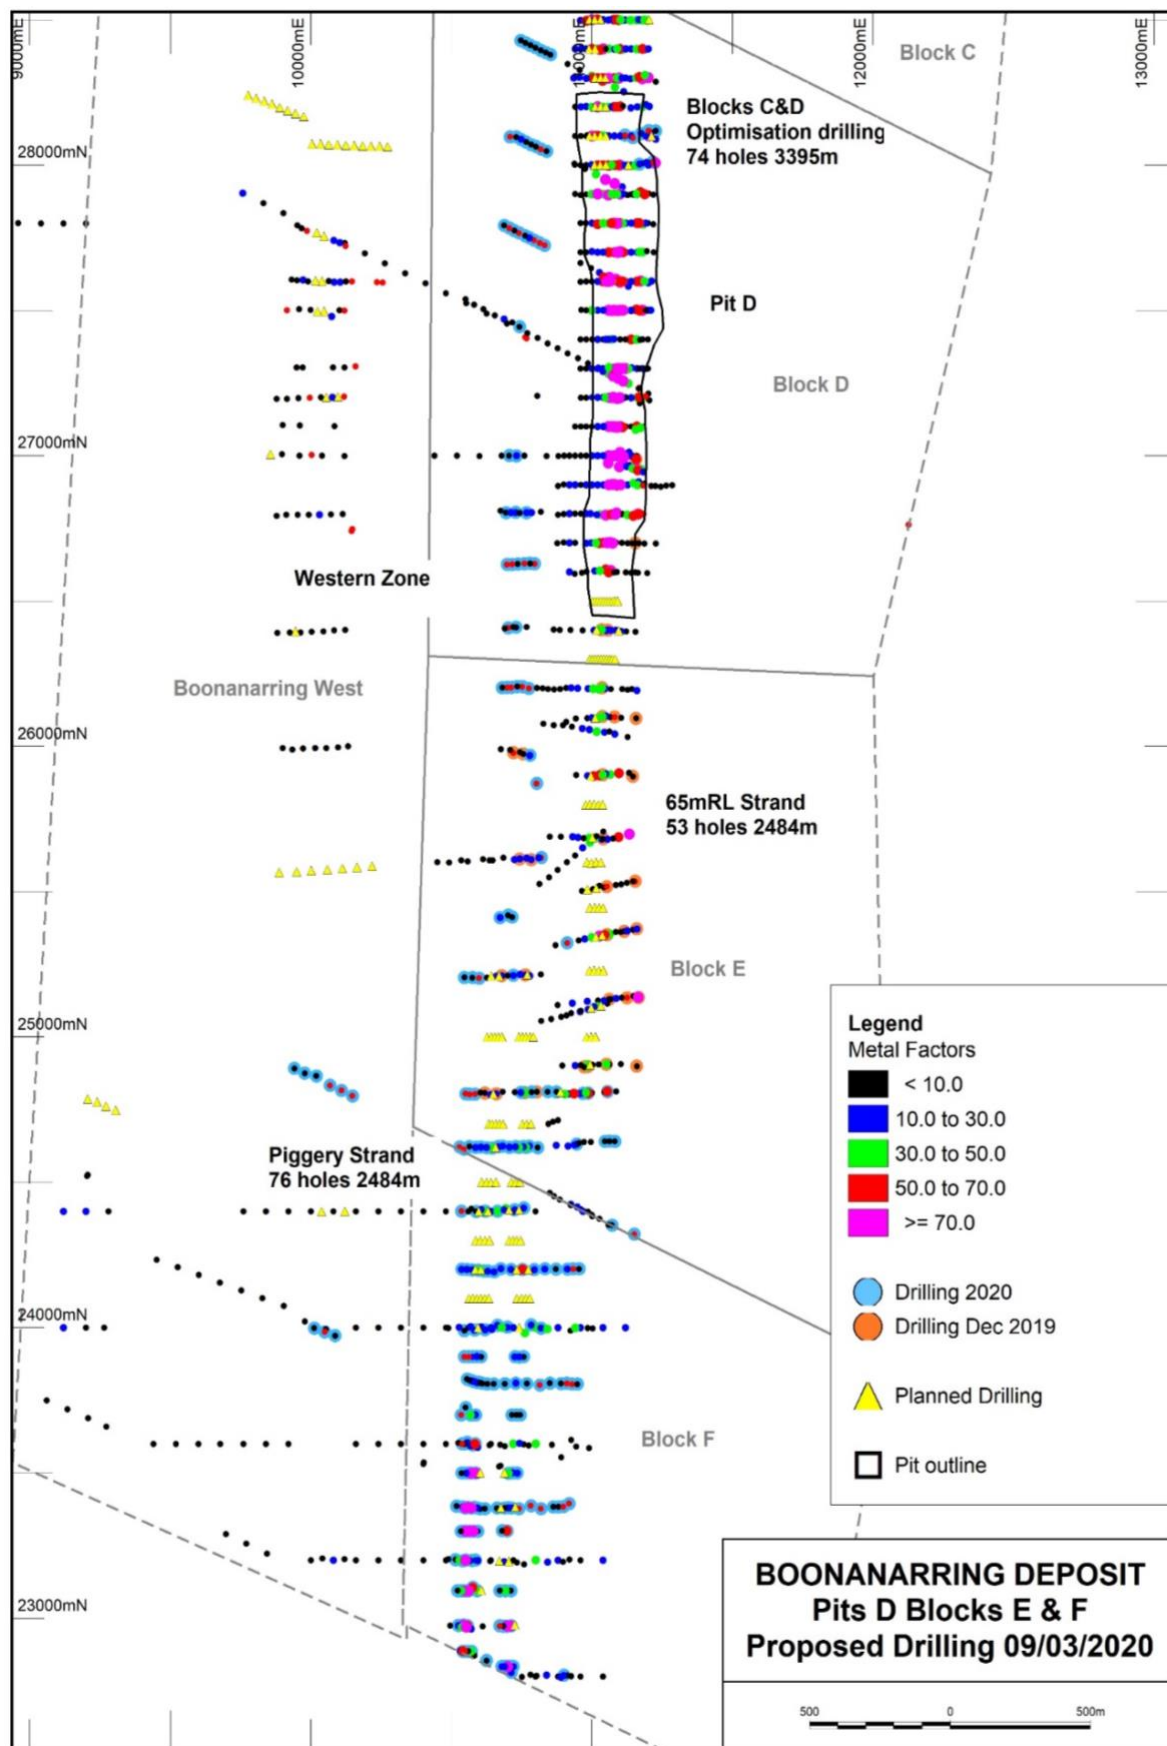 9000mE
10000mE
11000mE
12000mE
13000mE
Block C
Blocks C&D
Optimisation drilling
74 holes 3395m
28000mN
Pit D
Block D
27000mN
Western Zone
Boonanarring West
26000mN
65mRL Strand
53 holes 2484m
Block E
25000mN
Legend
Metal Factors
< 10.0
10.0 to 30.0
30.0 to 50.0
50.0 to 70.0
>= 70.0
Piggery Strand
76 holes 2484m
Drilling 2020
24000mN
Drilling Dec 2019
Planned Drilling
Block F
Pit outline
23000mN
BOONANARRING DEPOSIT
Pits D Blocks E & F
Proposed Drilling 09/03/2020
500 0 500m